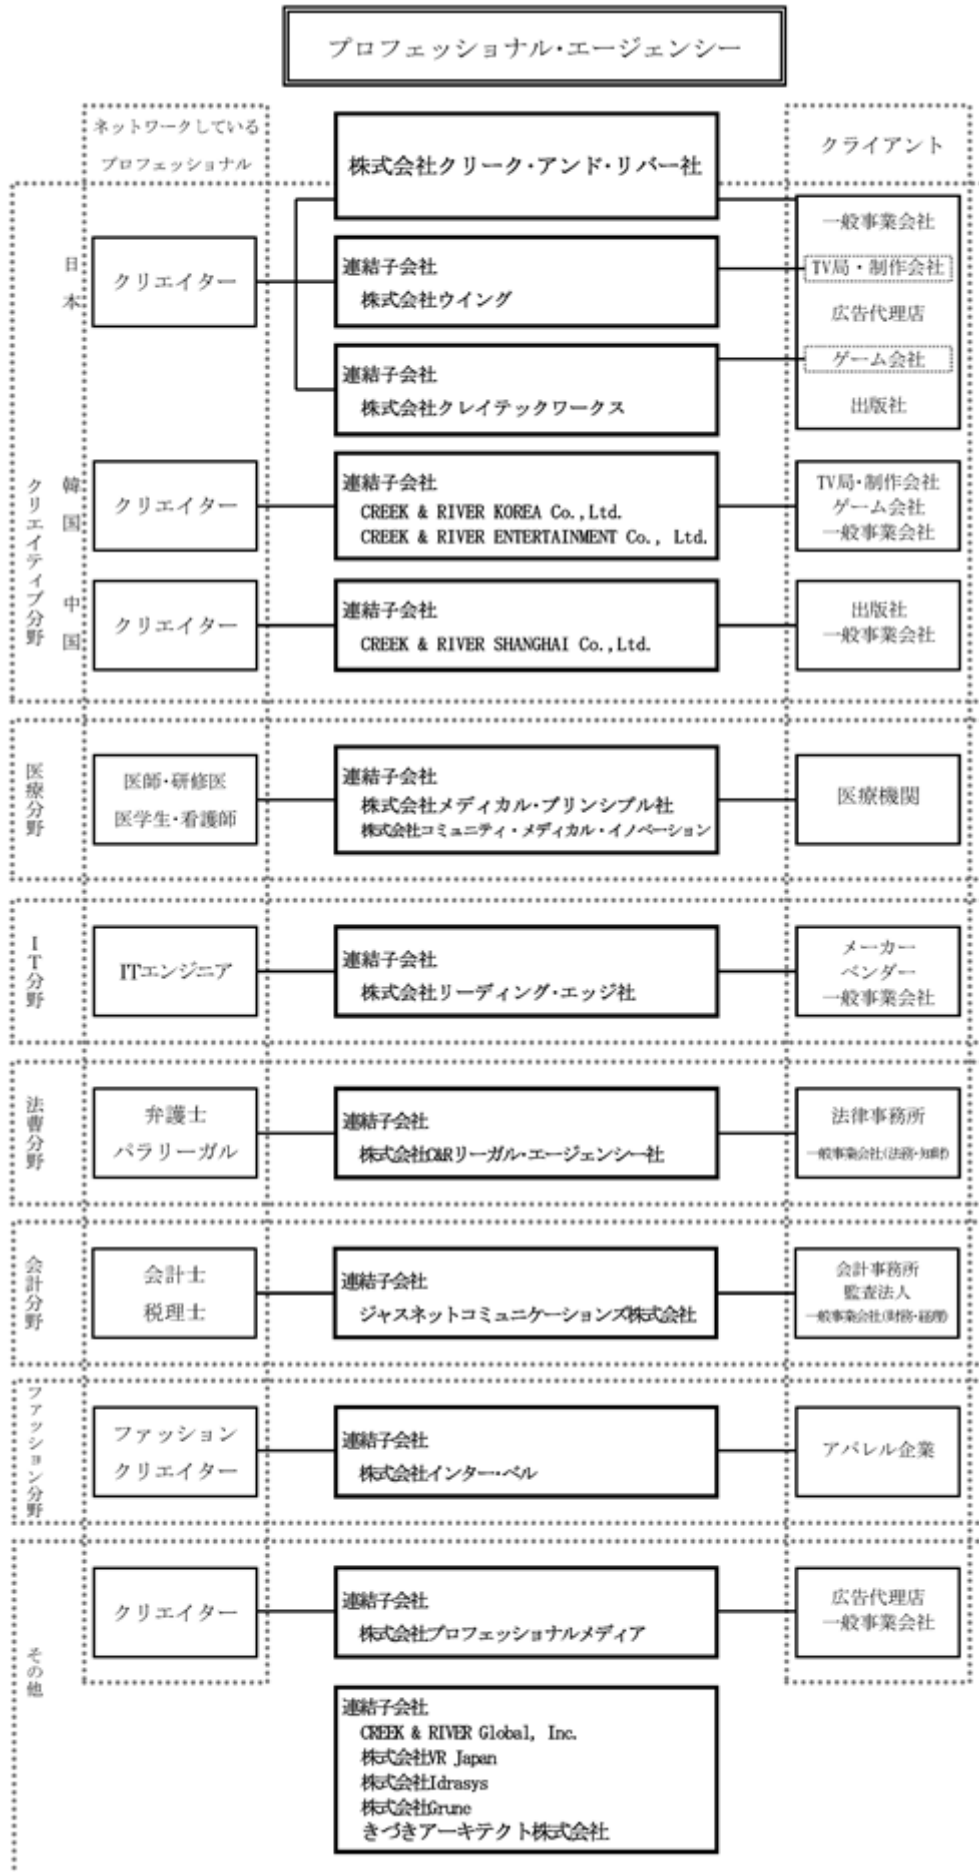 プロフェッショナル・エージェンシー
ネットワークしている
プロフェッショナル
株式会社クリーク・アンド・リバー社
クライアント
クリエイティブ分野
日本
クリエイター
連結子会社
株式会社ウイング
連結子会社
株式会社クレイテックワークス
一般事業会社
TV局・制作会社
広告代理店
ゲーム会社
出版社
韓国
クリエイター
連結子会社
CREEK & RIVER KOREA Co.,Ltd.
CREEK & RIVER ENTERTAINMENT Co., Ltd.
TV局・制作会社
ゲーム会社
一般事業会社
中国
クリエイター
連結子会社
CREEK & RIVER SHANGHAI Co.,Ltd.
出版社
一般事業会社
医療分野
医師・研修医
医学生・看護師
連結子会社
株式会社メディカル・プリンシプル社
株式会社コミュニティ・メディカル・イノベーション
医療機関
IT分野
ITエンジニア
連結子会社
株式会社リーディング・エッジ社
メーカー
ベンダー
一般事業会社
法曹分野
弁護士
パラリーガル
連結子会社
株式会社C&Rリーガル・エージェンシー社
法律事務所
一般事業会社(法務・知財)
会計分野
会計士
税理士
連結子会社
ジャスネットコミュニケーションズ株式会社
会計事務所
監査法人
一般事業会社(財務・経理)
ファッション分野
ファッション
クリエイター
連結子会社
株式会社インター・ベル
アパレル企業
その他
クリエイター
連結子会社
株式会社プロフェッショナルメディア
広告代理店
一般事業会社
連結子会社
CREEK & RIVER Global, Inc.
株式会社VR Japan
株式会社Idrasys
株式会社Grune
きづきアーキテクト株式会社